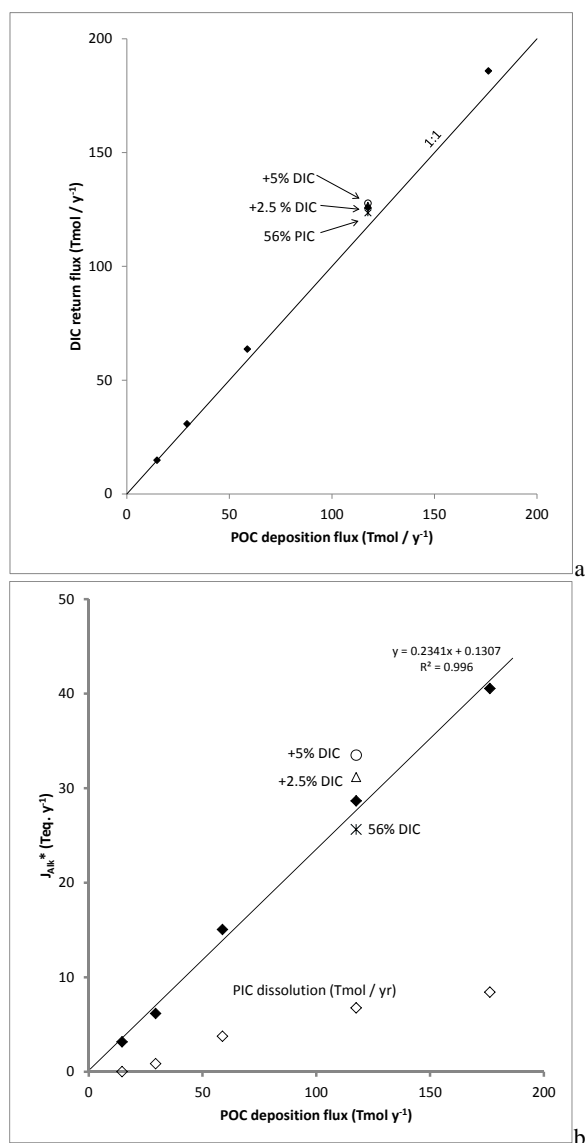 200
150
100
50
0
DIC return flux (Tmol / y⁻¹)
1:1
+5% DIC
+2.5 % DIC
56% PIC
0
50
100
150
200
POC deposition flux (Tmol / y⁻¹)
a
50
40
30
20
10
0
J_Alk* (Teq. y⁻¹)
y = 0.2341x + 0.1307
R² = 0.996
+5% DIC
+2.5% DIC
56% DIC
PIC dissolution (Tmol / yr)
0
50
100
150
200
POC deposition flux (Tmol y⁻¹)
b